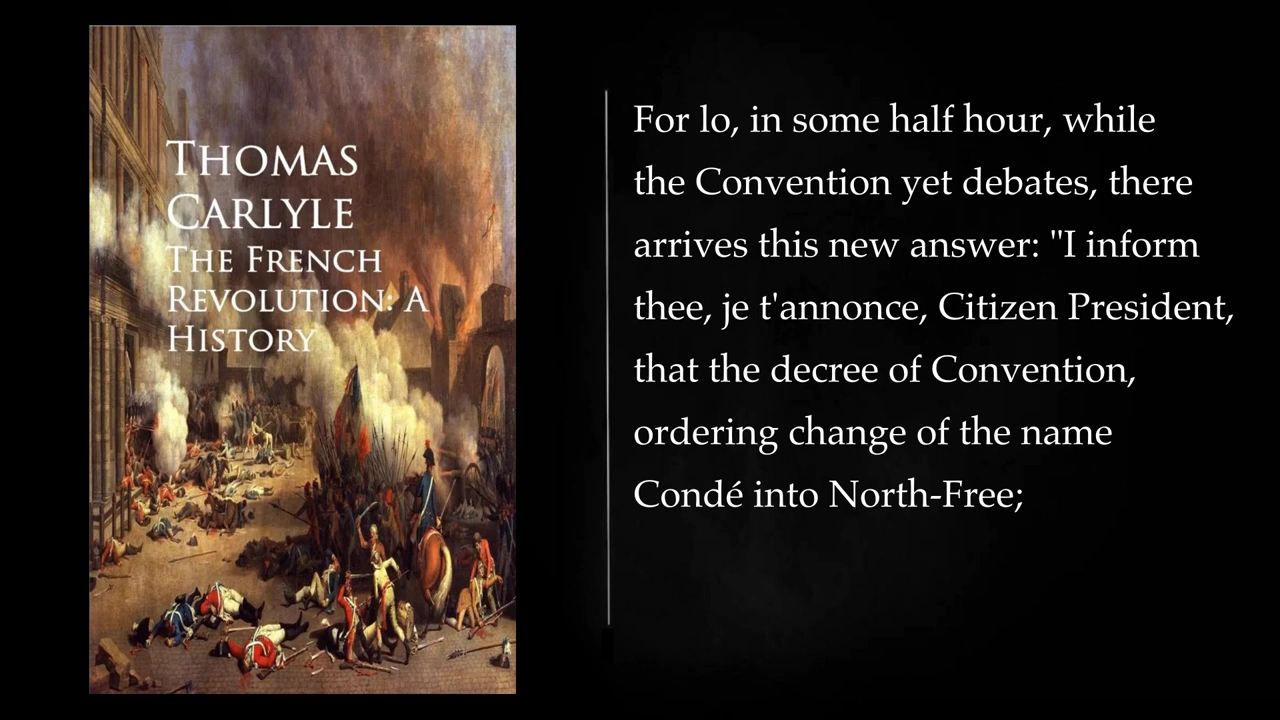 THOMAS
CARLYLE
THE FRENCH
REVOLUTION: A
HISTORY
For lo, in some half hour, while
the Convention yet debates, there
arrives this new answer: "I inform
thee, je t'annonce, Citizen President,
that the decree of Convention,
ordering change of the name
Condé into North-Free;